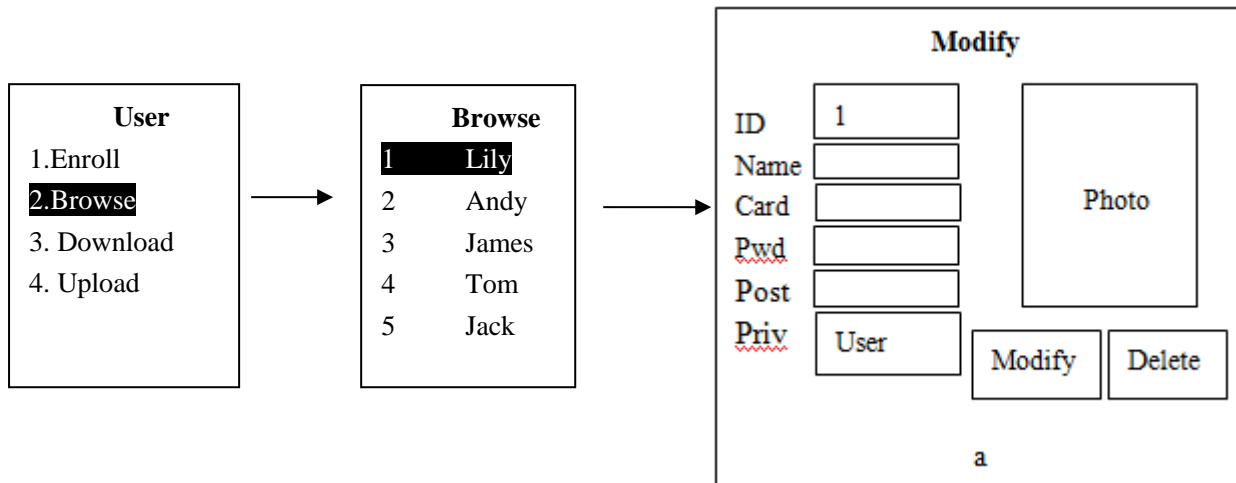 User
1.Enroll
2.Browse
3. Download
4. Upload
Browse
1 Lily
2 Andy
3 James
4 Tom
5 Jack
Modify
ID 1
Name
Card
Pwd
Post
Priv User
Photo
Modify Delete
a